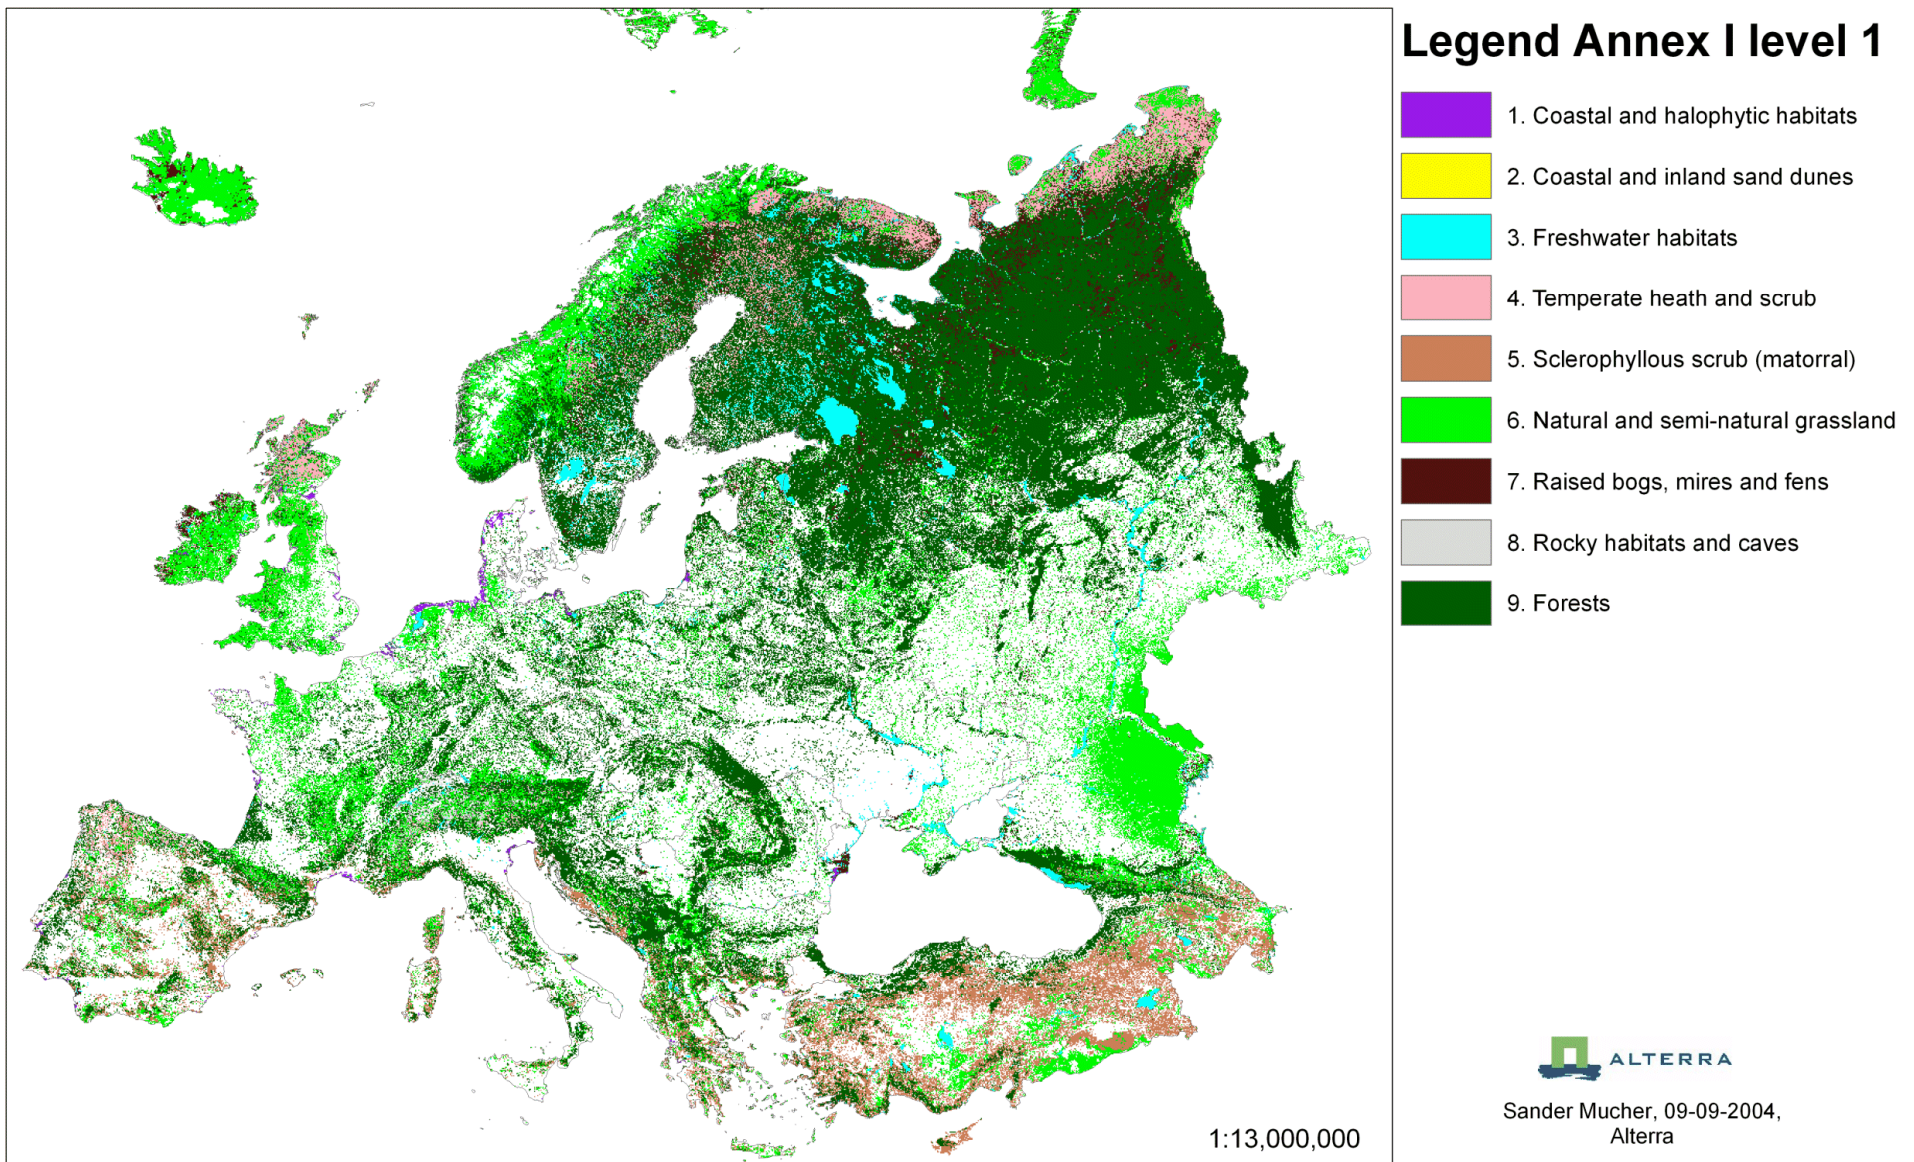 Legend Annex I level 1
1. Coastal and halophytic habitats
2. Coastal and inland sand dunes
3. Freshwater habitats
4. Temperate heath and scrub
5. Sclerophyllous scrub (matorral)
6. Natural and semi-natural grassland
7. Raised bogs, mires and fens
8. Rocky habitats and caves
9. Forests
ALTERRA
Sander Mucher, 09-09-2004,
Alterra
1:13,000,000